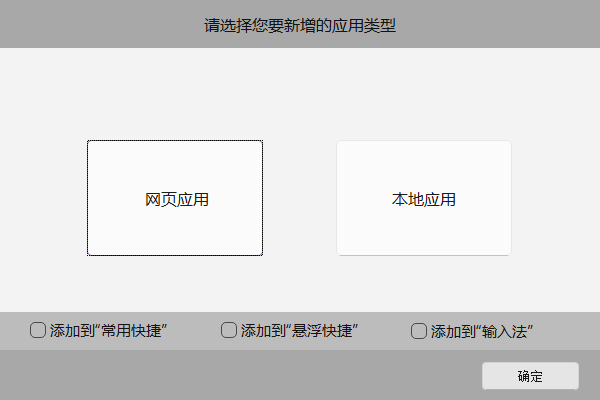 请选择您要新增的应用类型
网页应用
本地应用
添加到“常用快捷”
添加到“悬浮快捷”
添加到“输入法”
确定